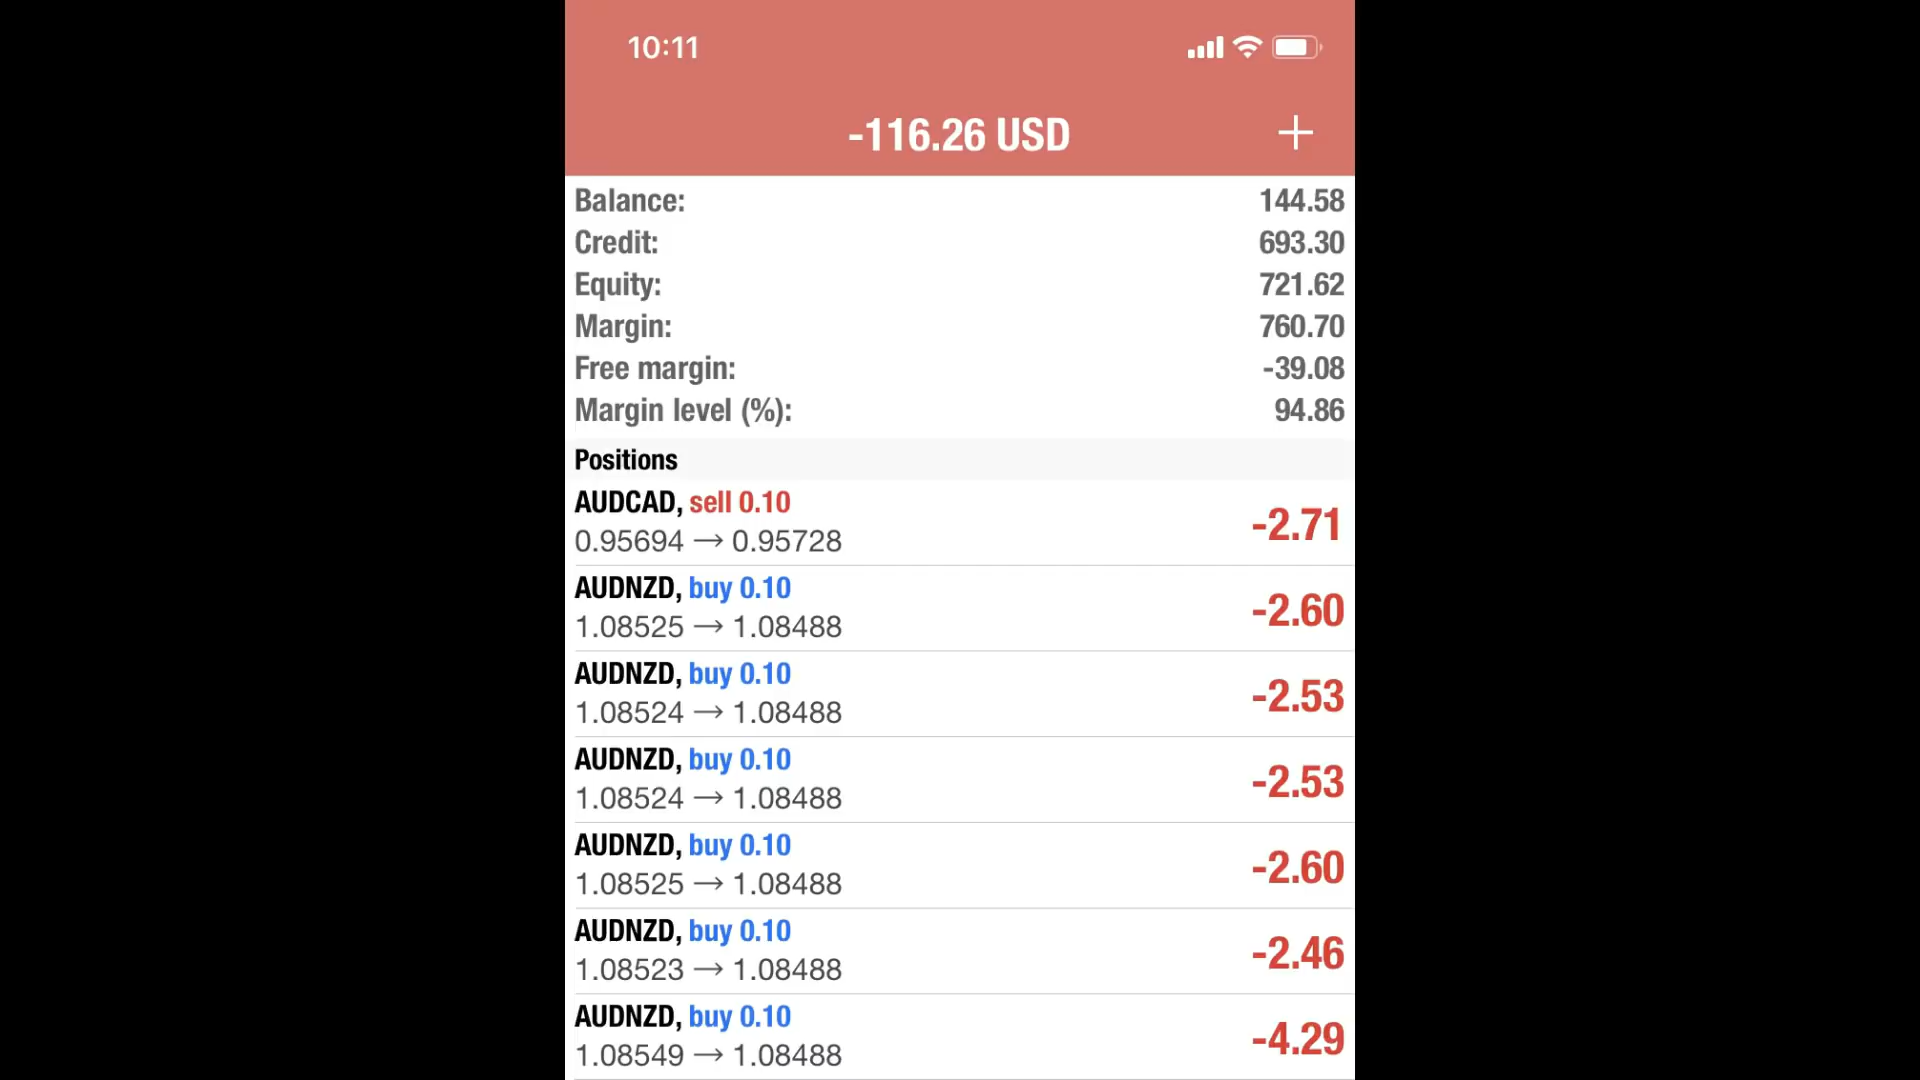 10:11
-116.26 USD
Balance: 144.58
Credit: 693.30
Equity: 721.62
Margin: 760.70
Free margin: -39.08
Margin level (%): 94.86
Positions
AUDCAD, sell 0.10
0.95694 → 0.95728
-2.71
AUDNZD, buy 0.10
1.08525 → 1.08488
-2.60
AUDNZD, buy 0.10
1.08524 → 1.08488
-2.53
AUDNZD, buy 0.10
1.08524 → 1.08488
-2.53
AUDNZD, buy 0.10
1.08525 → 1.08488
-2.60
AUDNZD, buy 0.10
1.08523 → 1.08488
-2.46
AUDNZD, buy 0.10
1.08549 → 1.08488
-4.29